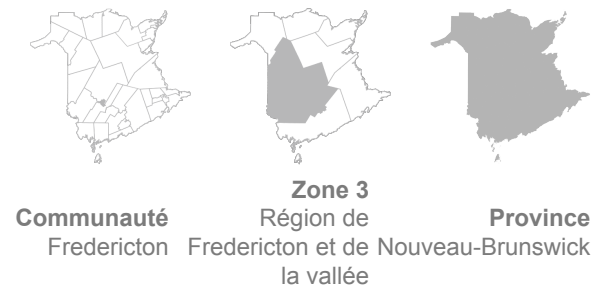 Communauté
Fredericton
Zone 3
Région de
Fredericton et de
la vallée
Province
Nouveau-Brunswick